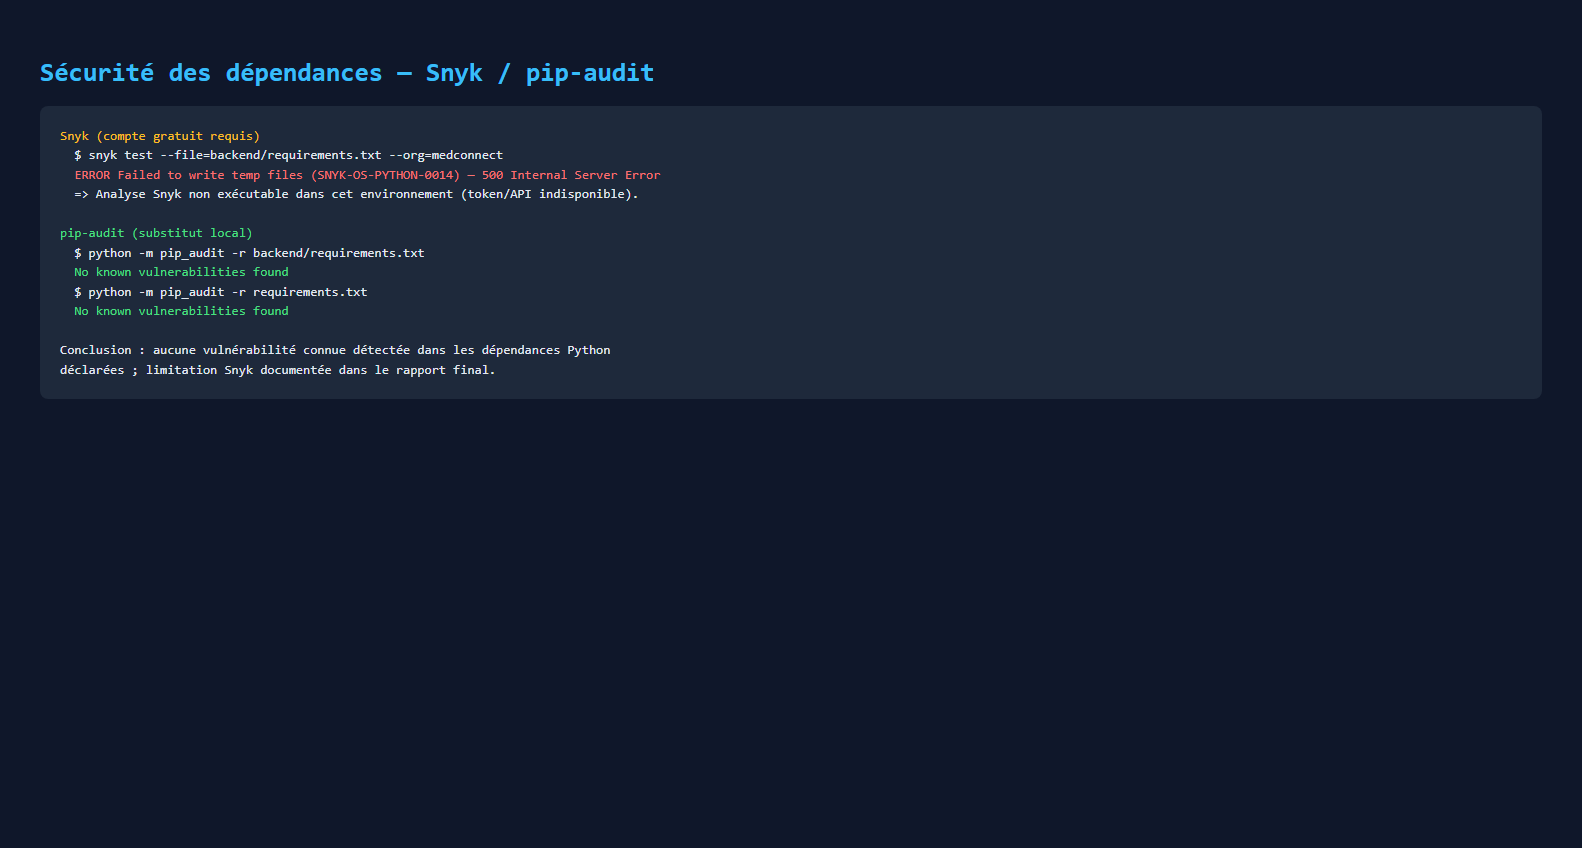 Sécurité des dépendances — Snyk / pip-audit
Snyk (compte gratuit requis)
$ snyk test --file=backend/requirements.txt --org=medconnect
ERROR Failed to write temp files (SNYK-OS-PYTHON-0014) — 500 Internal Server Error
=> Analyse Snyk non exécutable dans cet environnement (token/API indisponible).
pip-audit (substitut local)
$ python -m pip_audit -r backend/requirements.txt
No known vulnerabilities found
$ python -m pip_audit -r requirements.txt
No known vulnerabilities found
Conclusion : aucune vulnérabilité connue détectée dans les dépendances Python
déclarées ; limitation Snyk documentée dans le rapport final.